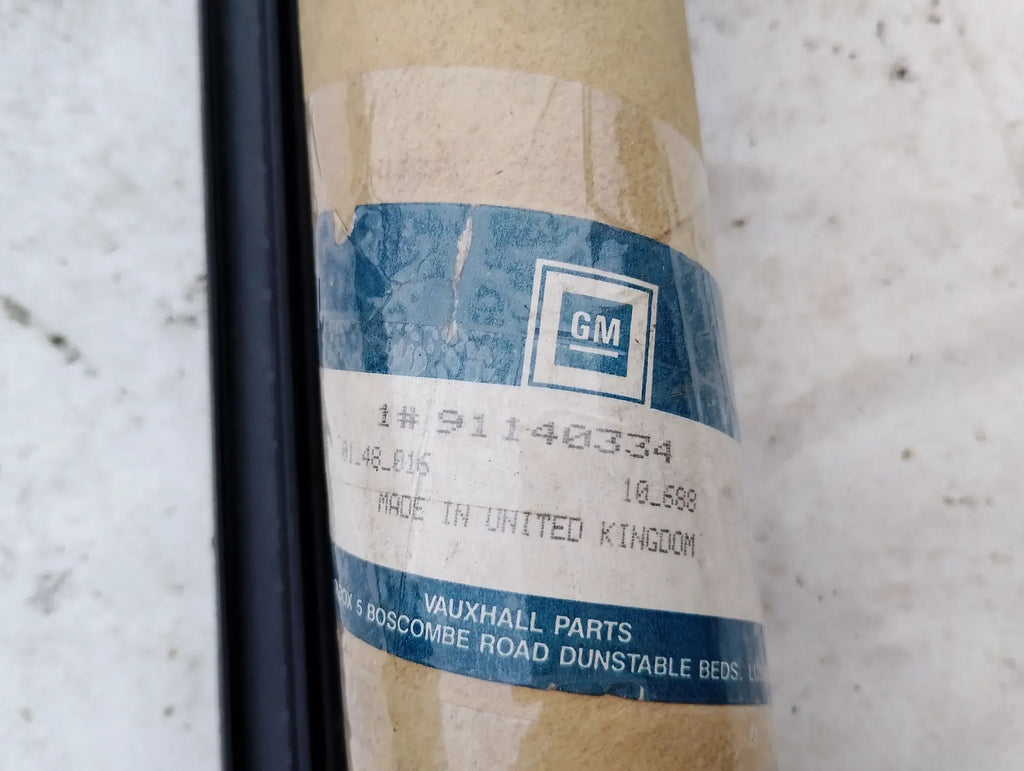 GM
1# 91140334
01_48_016
10_688
MADE IN UNITED KINGDOM
VAUXHALL PARTS
BOX 5 BOSCOMBE ROAD DUNSTABLE BEDS.